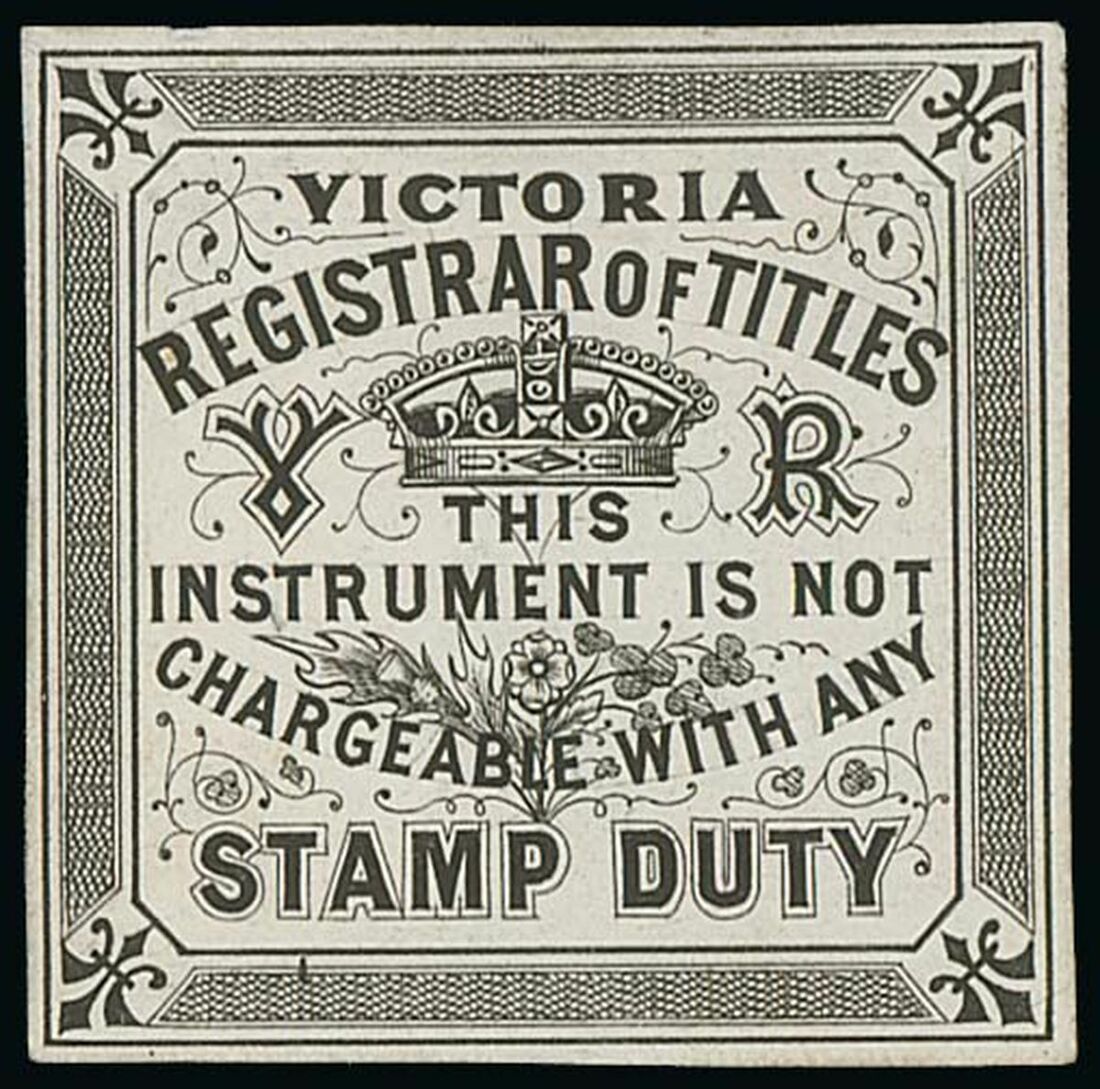 VICTORIA
REGISTRAR OF TITLES
V R
THIS
INSTRUMENT IS NOT
CHARGEABLE WITH ANY
STAMP DUTY